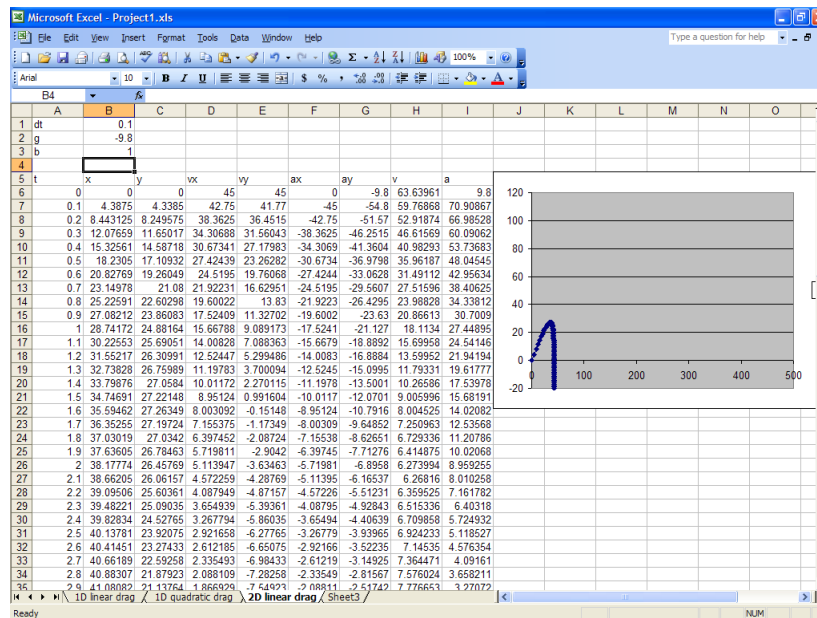 Microsoft Excel - Project1.xls
File Edit View Insert Format Tools Data Window Help
Type a question for help
100%
Arial 10 B I U $ % ,
B4 fx
A B C D E F G H I J K L M N O
1 dt 0.1
2 g -9.8
3 b 1
4
5 t x y vx vy ax ay v a
6 0 0 0 45 45 0 -9.8 63.63961 9.8
7 0.1 4.3875 4.3385 42.75 41.77 -45 -54.8 59.76868 70.90867
8 0.2 8.443125 8.249575 38.3625 36.4515 -42.75 -51.57 52.91874 66.98528
9 0.3 12.07659 11.65017 34.30688 31.56043 -38.3625 -46.2515 46.61569 60.09062
10 0.4 15.32561 14.58718 30.67341 27.17983 -34.3069 -41.3604 40.98293 53.73683
11 0.5 18.2305 17.10932 27.42439 23.26282 -30.6734 -36.9798 35.96187 48.04545
12 0.6 20.82769 19.26049 24.5195 19.76068 -27.4244 -33.0628 31.49112 42.95634
13 0.7 23.14978 21.08 21.92231 16.62951 -24.5195 -29.5607 27.51596 38.40625
14 0.8 25.22591 22.60298 19.60022 13.83 -21.9223 -26.4295 23.98828 34.33812
15 0.9 27.08212 23.86083 17.52409 11.32702 -19.6002 -23.63 20.86613 30.7009
16 1 28.74172 24.88164 15.66788 9.089173 -17.5241 -21.127 18.1134 27.44895
17 1.1 30.22553 25.69051 14.00828 7.088363 -15.6679 -18.8892 15.69958 24.54146
18 1.2 31.55217 26.30991 12.52447 5.299486 -14.0083 -16.8884 13.59952 21.94194
19 1.3 32.73828 26.75989 11.19783 3.700094 -12.5245 -15.0995 11.79331 19.61777
20 1.4 33.79876 27.0584 10.01172 2.270115 -11.1978 -13.5001 10.26586 17.53978
21 1.5 34.74691 27.22148 8.95124 0.991604 -10.0117 -12.0701 9.005996 15.68191
22 1.6 35.59462 27.26349 8.003092 -0.15148 -8.95124 -10.7916 8.004525 14.02082
23 1.7 36.35255 27.19724 7.155375 -1.17349 -8.00309 -9.64852 7.250963 12.53568
24 1.8 37.03019 27.0342 6.397452 -2.08724 -7.15538 -8.62651 6.729336 11.20786
25 1.9 37.63605 26.78463 5.719811 -2.9042 -6.39745 -7.71276 6.414875 10.02068
26 2 38.17774 26.45769 5.113947 -3.63463 -5.71981 -6.8958 6.273994 8.959255
27 2.1 38.66205 26.06157 4.572259 -4.28769 -5.11395 -6.16537 6.26816 8.010258
28 2.2 39.09506 25.60361 4.087949 -4.87157 -4.57226 -5.51231 6.359525 7.161782
29 2.3 39.48221 25.09035 3.654939 -5.39361 -4.08795 -4.92843 6.515336 6.40318
30 2.4 39.82834 24.52765 3.267794 -5.86035 -3.65494 -4.40639 6.709858 5.724932
31 2.5 40.13781 23.92075 2.921658 -6.27765 -3.26779 -3.93965 6.924233 5.118527
32 2.6 40.41451 23.27433 2.612185 -6.65075 -2.92166 -3.52235 7.14535 4.576354
33 2.7 40.66189 22.59258 2.335493 -6.98433 -2.61219 -3.14925 7.364471 4.09161
34 2.8 40.88307 21.87923 2.088109 -7.28258 -2.33549 -2.81567 7.576024 3.658211
35 2.9 41.08082 21.13764 1.866929 -7.54923 -2.08811 -2.51742 7.776653 3.27072
120
100
80
60
40
20
0
-20
0 100 200 300 400 500
1D linear drag 1D quadratic drag 2D linear drag Sheet3
Ready NUM